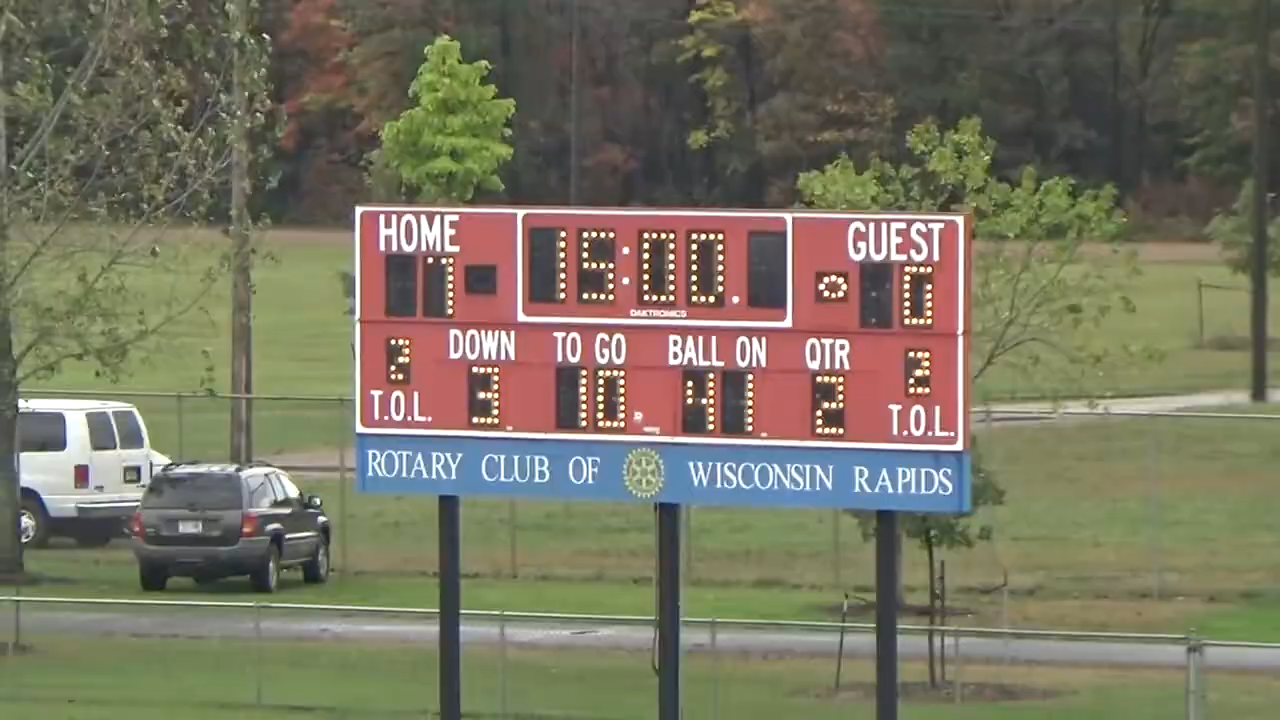 HOME 15:00. GUEST
7 0
DAKTRONICS
2 DOWN TO GO BALL ON QTR 2
T.O.L. 3 10 41 2 T.O.L.
ROTARY CLUB OF WISCONSIN RAPIDS